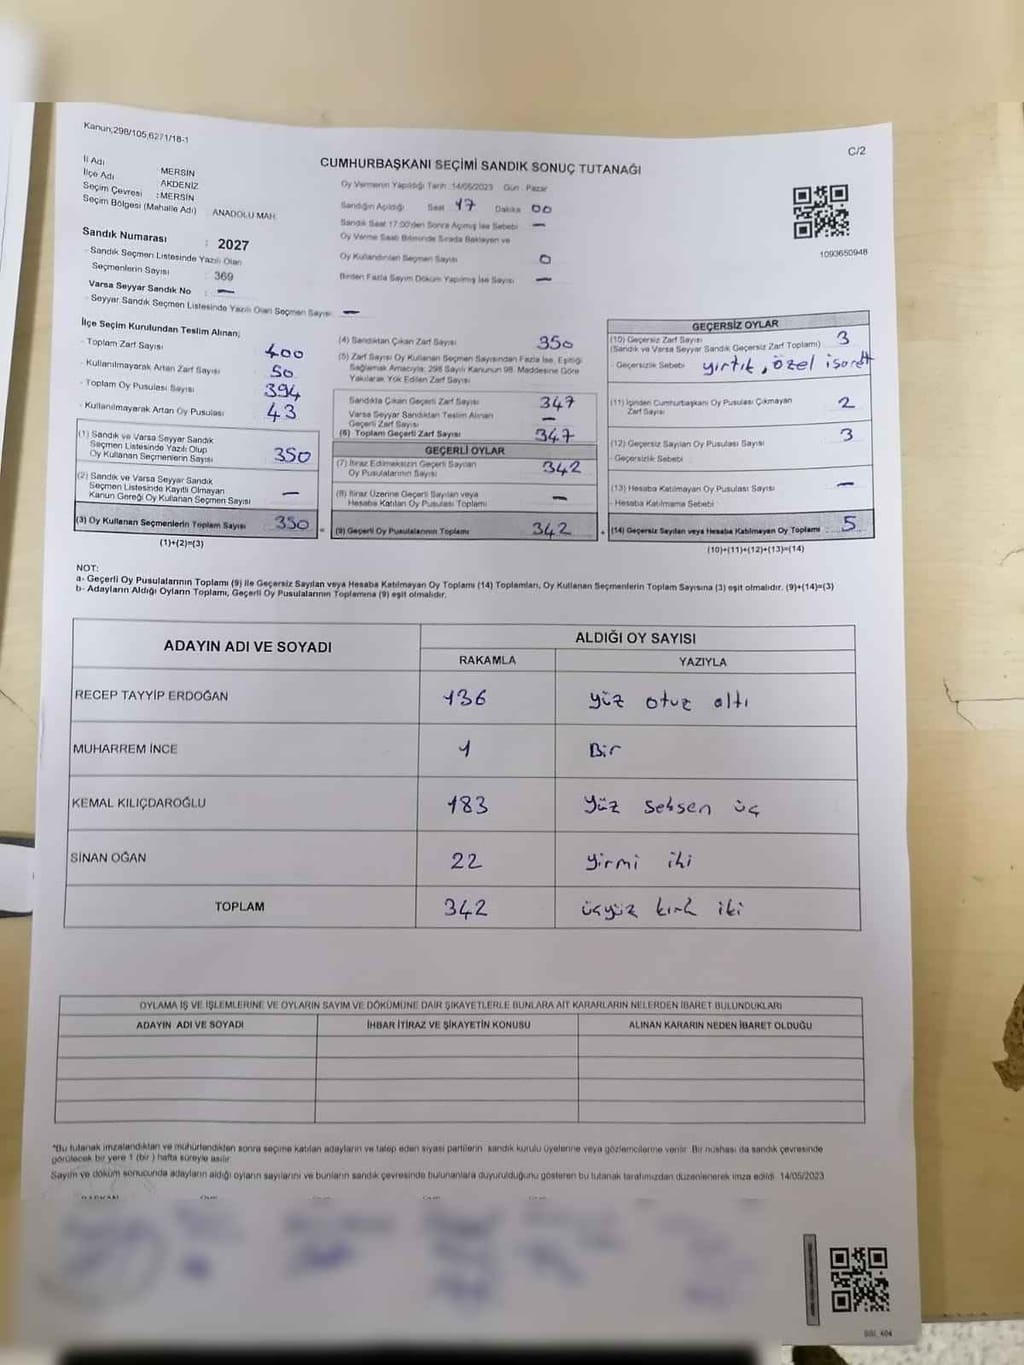 Kanun;298/105,6271/18-1
C/2
İl Adı : MERSİN
İlçe Adı : AKDENİZ
Seçim Çevresi : MERSİN
Seçim Bölgesi (Mahalle Adı) ANADOLU MAH.
CUMHURBAŞKANI SEÇİMİ SANDIK SONUÇ TUTANAĞI
Oy Vermenin Yapıldığı Tarih :14/05/2023 Gün : Pazar
Sandığın Açıldığı Saat 17 Dakika 00
Sandık Saat 17:00'den Sonra Açılmış İse Sebebi —
Oy Verme Saati Bitiminde Sırada Bekleyen ve
Oy Kullandırılan Seçmen Sayısı 0
Birden Fazla Sayım Döküm Yapılmış İse Sayısı —
1093650948
Sandık Numarası : 2027
- Sandık Seçmen Listesinde Yazılı Olan
Seçmenlerin Sayısı : 369
Varsa Seyyar Sandık No : —
- Seyyar Sandık Seçmen Listesinde Yazılı Olan Seçmen Sayısı: —
İlçe Seçim Kurulundan Teslim Alınan;
- Toplam Zarf Sayısı 400
- Kullanılmayarak Artan Zarf Sayısı 50
- Toplam Oy Pusulası Sayısı 394
- Kullanılmayarak Artan Oy Pusulası 43
(1) Sandık ve Varsa Seyyar Sandık
Seçmen Listesinde Yazılı Olup
Oy Kullanan Seçmenlerin Sayısı 350
(2) Sandık ve Varsa Seyyar Sandık
Seçmen Listesinde Kayıtlı Olmayan
Kanun Gereği Oy Kullanan Seçmen Sayısı —
(3) Oy Kullanan Seçmenlerin Toplam Sayısı 350
(1)+(2)=(3)
(4) Sandıktan Çıkan Zarf Sayısı 350
(5) Zarf Sayısı Oy Kullanan Seçmen Sayısından Fazla İse, Eşitliği
Sağlamak Amacıyla; 298 Sayılı Kanunun 98. Maddesine Göre
Yakılarak Yok Edilen Zarf Sayısı
Sandıkta Çıkan Geçerli Zarf Sayısı 347
Varsa Seyyar Sandıktan Teslim Alınan
Geçerli Zarf Sayısı —
(6) Toplam Geçerli Zarf Sayısı 347
GEÇERLİ OYLAR
(7) İtiraz Edilmeksizin Geçerli Sayılan
Oy Pusulalarının Sayısı 342
(8) İtiraz Üzerine Geçerli Sayılan veya
Hesaba Katılan Oy Pusulası Toplamı —
= (9) Geçerli Oy Pusulalarının Toplamı 342
GEÇERSİZ OYLAR
(10) Geçersiz Zarf Sayısı 3
(Sandık ve Varsa Seyyar Sandık Geçersiz Zarf Toplamı)
- Geçersizlik Sebebi yırtık, özel işaret
(11) İçinden Cumhurbaşkanı Oy Pusulası Çıkmayan
Zarf Sayısı 2
(12) Geçersiz Sayılan Oy Pusulası Sayısı 3
- Geçersizlik Sebebi
(13) Hesaba Katılmayan Oy Pusulası Sayısı —
- Hesaba Katılmama Sebebi
+ (14) Geçersiz Sayılan veya Hesaba Katılmayan Oy Toplamı : 5
(10)+(11)+(12)+(13)=(14)
NOT:
a- Geçerli Oy Pusulalarının Toplamı (9) ile Geçersiz Sayılan veya Hesaba Katılmayan Oy Toplamı (14) Toplamları, Oy Kullanan Seçmenlerin Toplam Sayısına (3) eşit olmalıdır. (9)+(14)=(3)
b- Adayların Aldığı Oyların Toplamı, Geçerli Oy Pusulalarının Toplamına (9) eşit olmalıdır.
ADAYIN ADI VE SOYADI
ALDIĞI OY SAYISI
RAKAMLA YAZIYLA
RECEP TAYYİP ERDOĞAN 136 yüz otuz altı
MUHARREM İNCE 1 Bir
KEMAL KILIÇDAROĞLU 183 yüz seksen üç
SİNAN OĞAN 22 yirmi iki
TOPLAM 342 üçyüz kırk iki
OYLAMA İŞ VE İŞLEMLERİNE VE OYLARIN SAYIM VE DÖKÜMÜNE DAİR ŞİKAYETLERLE BUNLARA AİT KARARLARIN NELERDEN İBARET BULUNDUKLARI
ADAYIN ADI VE SOYADI İHBAR İTİRAZ VE ŞİKAYETİN KONUSU ALINAN KARARIN NEDEN İBARET OLDUĞU
*Bu tutanak imzalandıktan ve mühürlendikten sonra seçime katılan adayların ve talep eden siyasi partilerin sandık kurulu üyelerine veya gözlemcilerine verilir. Bir nüshası da sandık çevresinde
görülecek bir yere 1 (bir ) hafta süreyle asılır.
Sayım ve döküm sonucunda adayların aldığı oyların sayılarını ve bunların sandık çevresinde bulunanlara duyurulduğunu gösteren bu tutanak tarafımızdan düzenlenerek imza edildi. 14/05/2023